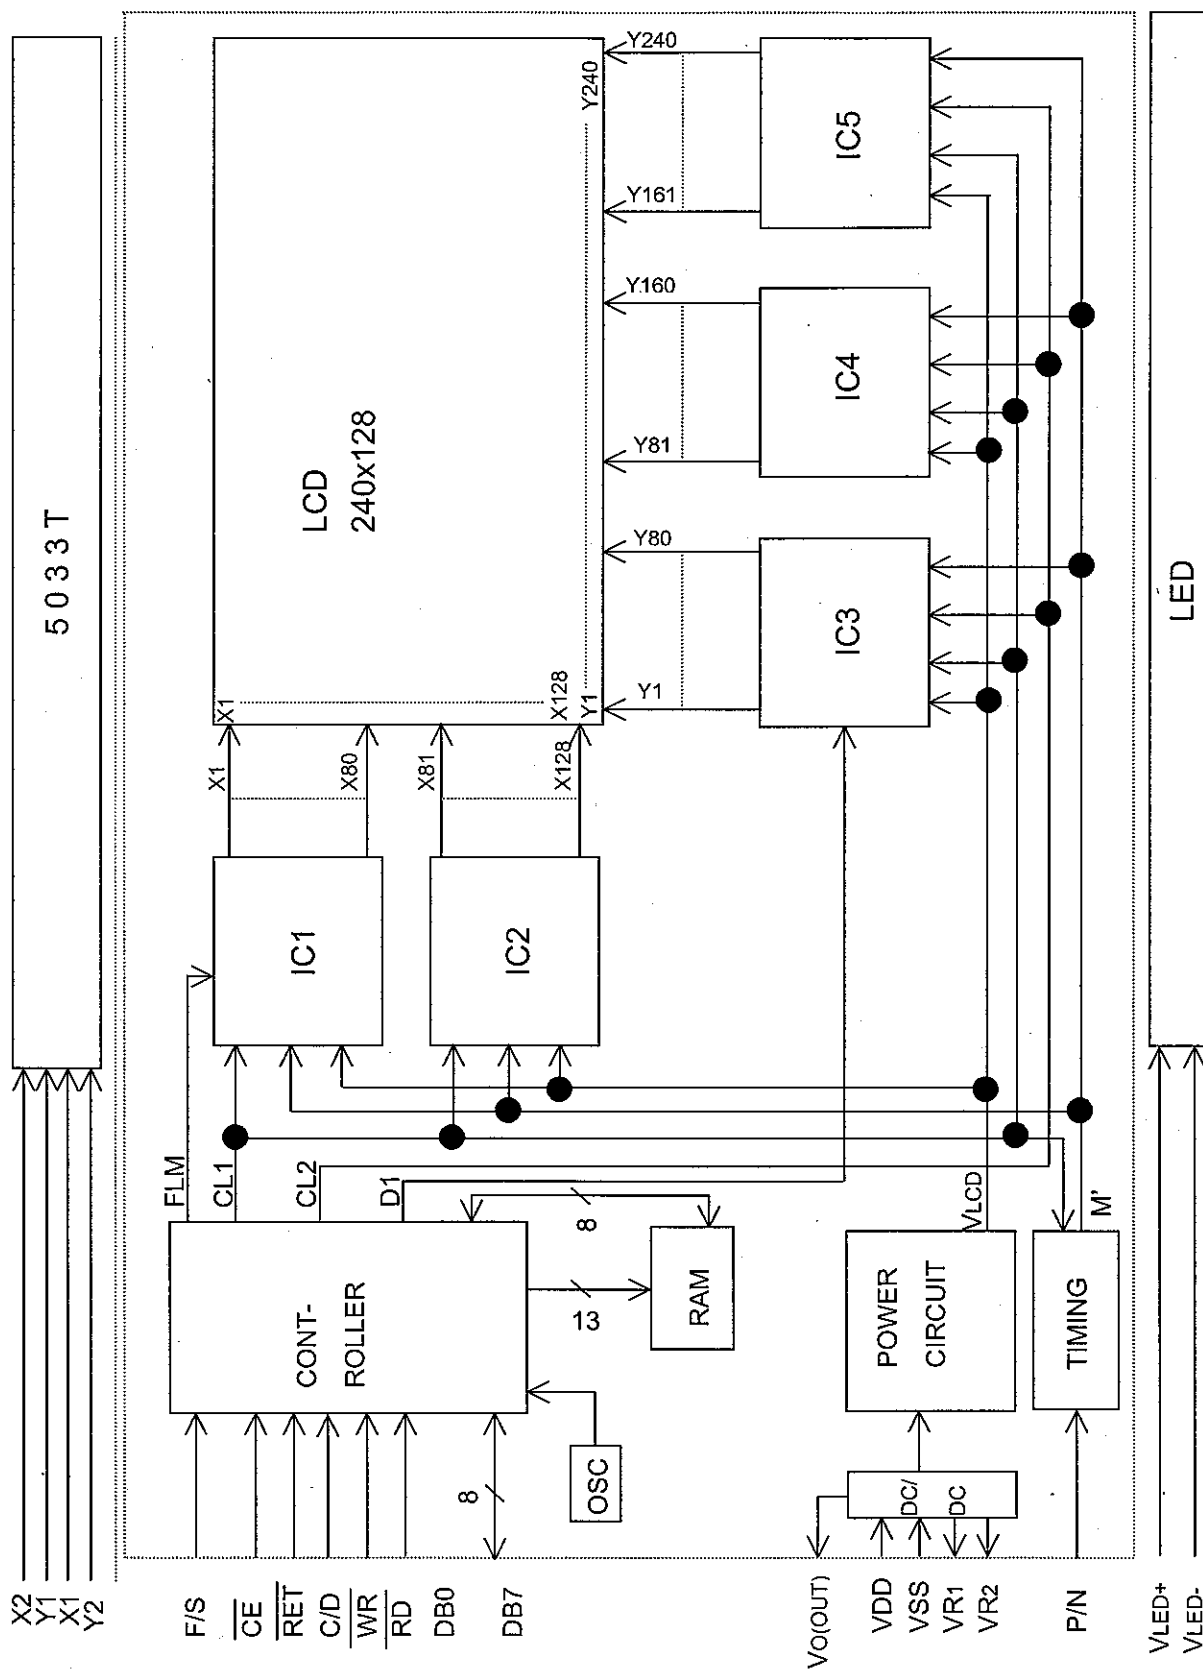 X2
Y1
X1
Y2
5033T
F/S
CE
RET
C/D
WR
RD
DB0
DB7
8
CONT-
ROLLER
OSC
FLM
CL1
CL2
D1
8
13
RAM
IC1
IC2
X1
X80
X81
X128
X1
X128
Y1
Y240
LCD
240x128
Y1
Y80
Y81
Y160
Y161
Y240
IC3
IC4
IC5
VO(OUT)
VDD
VSS
VR1
VR2
DC/
DC
POWER
CIRCUIT
VLCD
P/N
TIMING
M'
VLED+
VLED-
LED